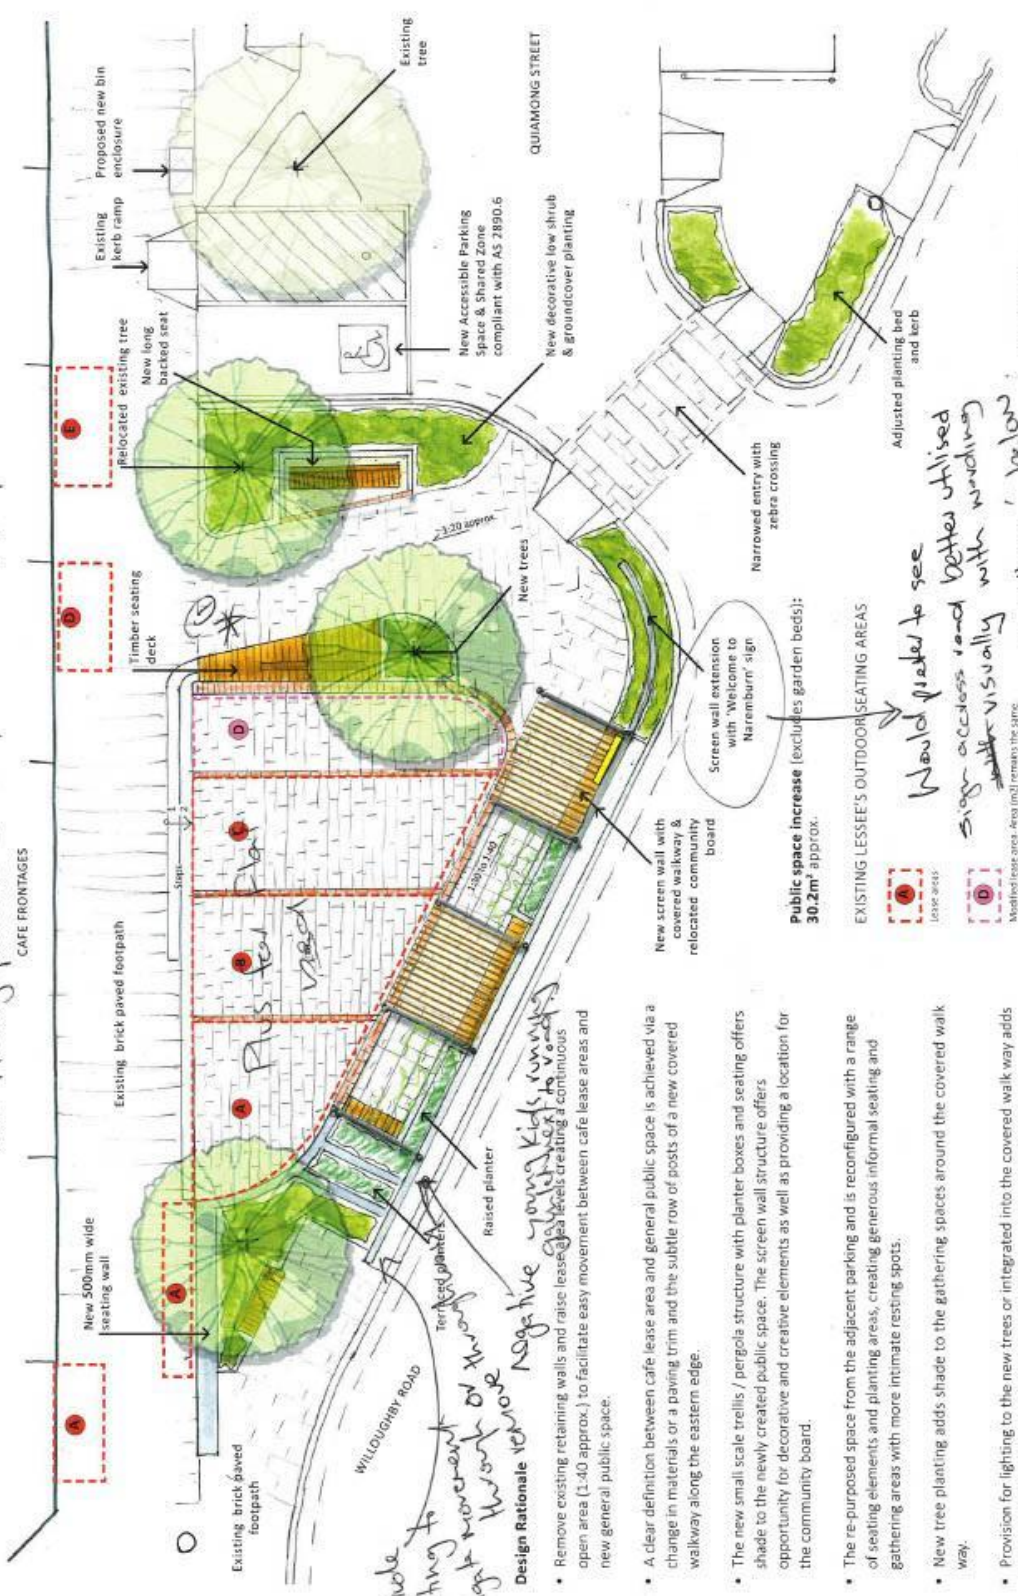 CAFE FRONTAGES
Existing brick paved footpath
New 500mm wide
seating wall
Existing brick paved
footpath
A
A
D
E
Timber seating
deck
Relocated existing tree
New long
backed seat
Existing
kerb ramp
Proposed new bin
enclosure
Existing
tree
QUIAMONG STREET
New Accessible Parking
Space & Shared Zone
compliant with AS 2890.6
New decorative low shrub
& groundcover planting
1:20 approx.
New trees
Steps
1
2
A
B
C
D
Plus
Narrowed entry with
zebra crossing
Adjusted planting bed
and kerb
Screen wall extension
with 'Welcome to
Naremburn' sign
New screen wall with
covered walkway &
relocated community
board
Raised planter
Terraced planters
WILLOUGHBY ROAD
Would prefer to see
sign access and better utilised
visually with wording
below
young kids running
to road
negative
remove
movement
or through
Public space increase (excludes garden beds):
30.2m² approx.
EXISTING LESSEE'S OUTDOOR SEATING AREAS
A
Lease areas
D
Modified lease area. Area (m2) remains the same
Design Rationale
• Remove existing retaining walls and raise lease area levels creating a continuous
open area (1:40 approx.) to facilitate easy movement between cafe lease areas and
new general public space.
• A clear definition between cafe lease area and general public space is achieved via a
change in materials or a paving trim and the subtle row of posts of a new covered
walkway along the eastern edge.
• The new small scale trellis / pergola structure with planter boxes and seating offers
shade to the newly created public space. The screen wall structure offers
opportunity for decorative and creative elements as well as providing a location for
the community board.
• The re-purposed space from the adjacent parking and is reconfigured with a range
of seating elements and planting areas, creating generous informal seating and
gathering areas with more intimate resting spots.
• New tree planting adds shade to the gathering spaces around the covered walk
way.
• Provision for lighting to the new trees or integrated into the covered walk way adds